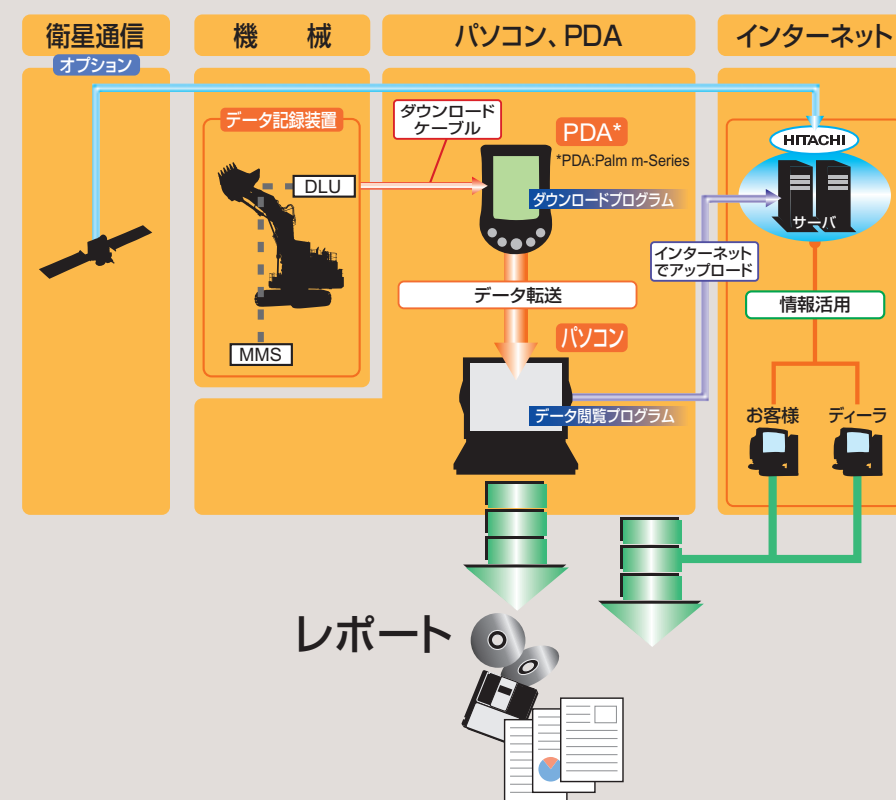 衛星通信
オプション
機　械
データ記録装置
DLU
MMS
パソコン、PDA
ダウンロード
ケーブル
PDA*
*PDA:Palm m-Series
ダウンロードプログラム
データ転送
パソコン
データ閲覧プログラム
インターネット
でアップロード
インターネット
HITACHI
サーバ
情報活用
お客様
ディーラ
レポート